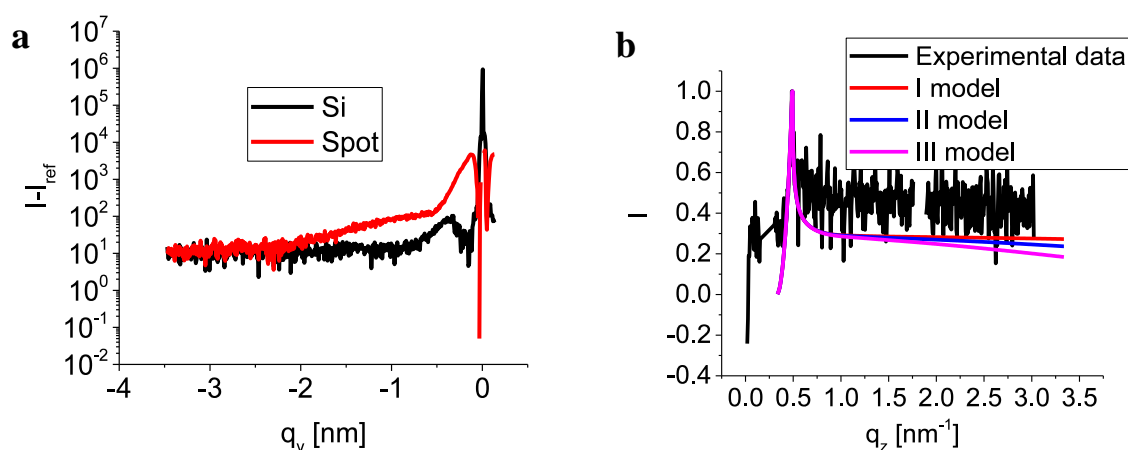 a
I-I_ref
10^7
10^6
10^5
10^4
10^3
10^2
10^1
10^0
10^-1
10^-2
Si
Spot
-4
-3
-2
-1
0
q_y [nm]
b
I
1.0
0.8
0.6
0.4
0.2
0.0
-0.2
-0.4
Experimental data
I model
II model
III model
0.0
0.5
1.0
1.5
2.0
2.5
3.0
3.5
q_z [nm^-1]